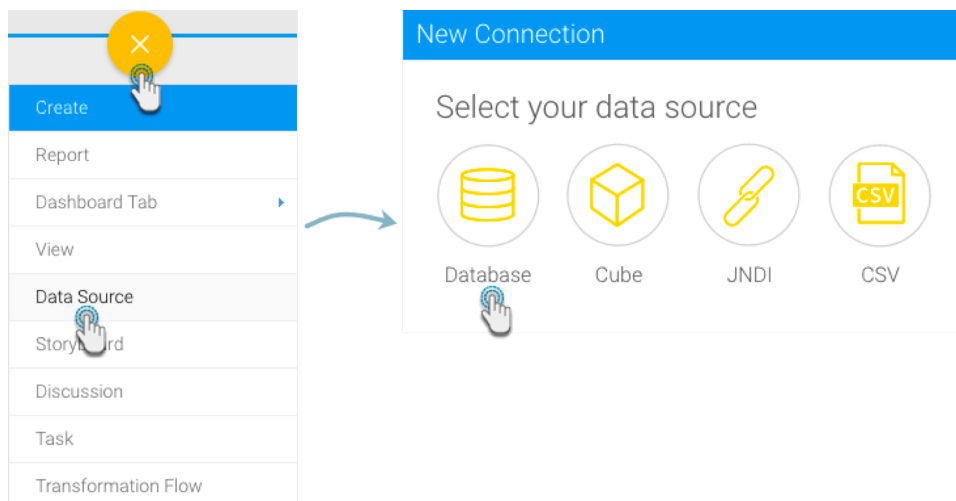 Create
Report
Dashboard Tab
View
Data Source
Storyboard
Discussion
Task
Transformation Flow
New Connection
Select your data source
CSV
Database
Cube
JNDI
CSV